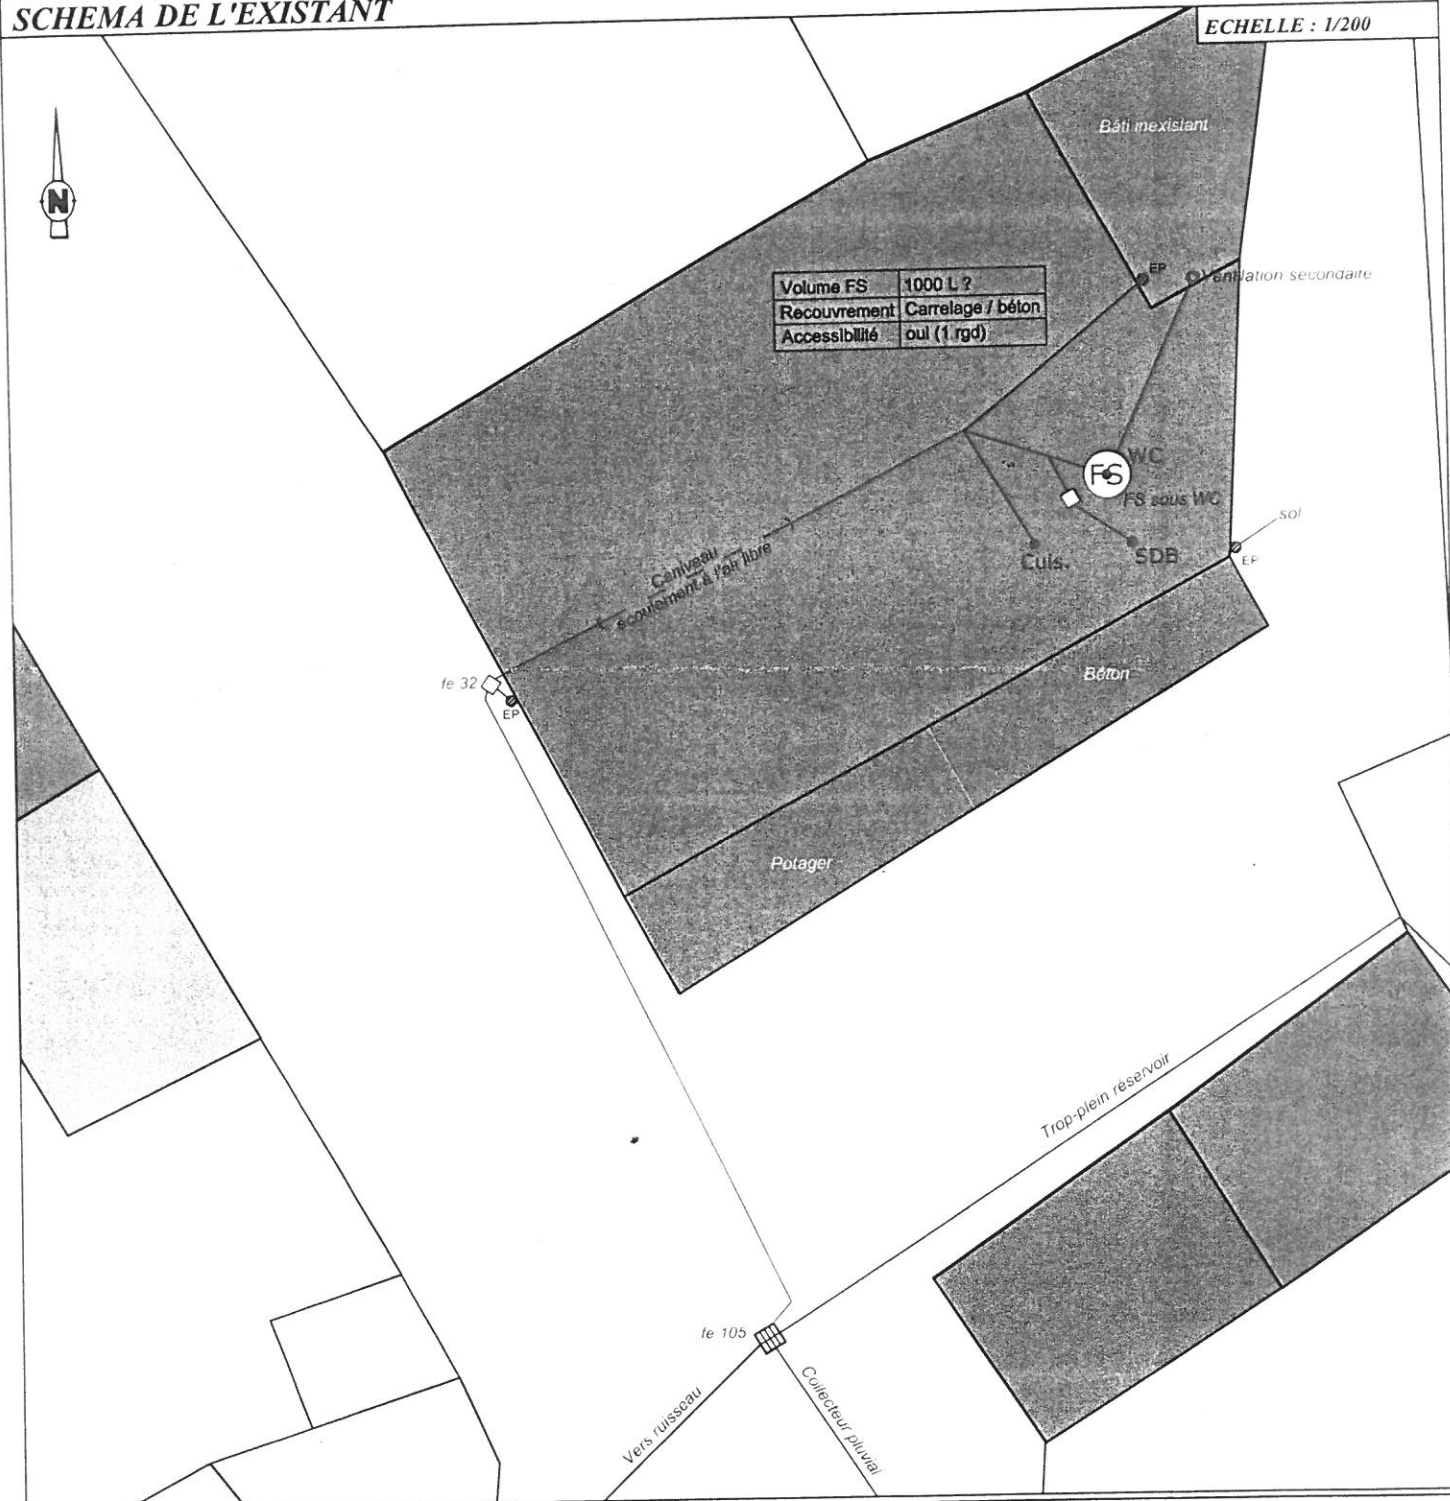 SCHEMA DE L'EXISTANT
ECHELLE : 1/200
N
Bâti inexistant
EP
Ventilation secondaire
Volume FS 1000 L ?
Recouvrement Carrelage / béton
Accessibilité oui (1 rgd)
WC
FS
FS sous WC
sol
Cuis.
SDB
EP
Caniveau
écoulement à l'air libre
fe 32
EP
Béton
Potager
Trop-plein réservoir
fe 105
Vers ruisseau
Collecteur pluvial